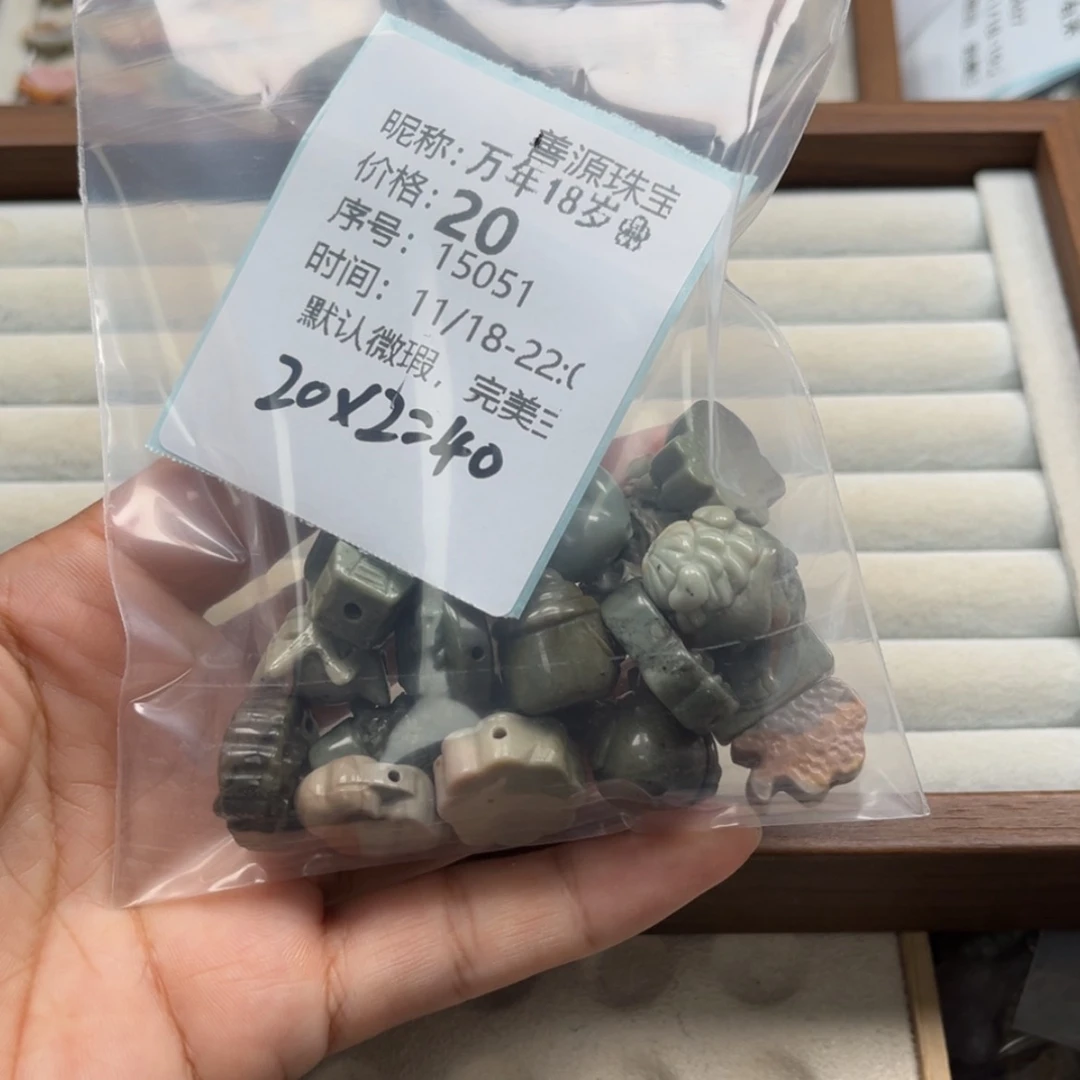 善源珠宝
昵称：万年18岁
价格：20
序号：15051
时间：11/18-22:(
默认微瑕，完美
20x2=40